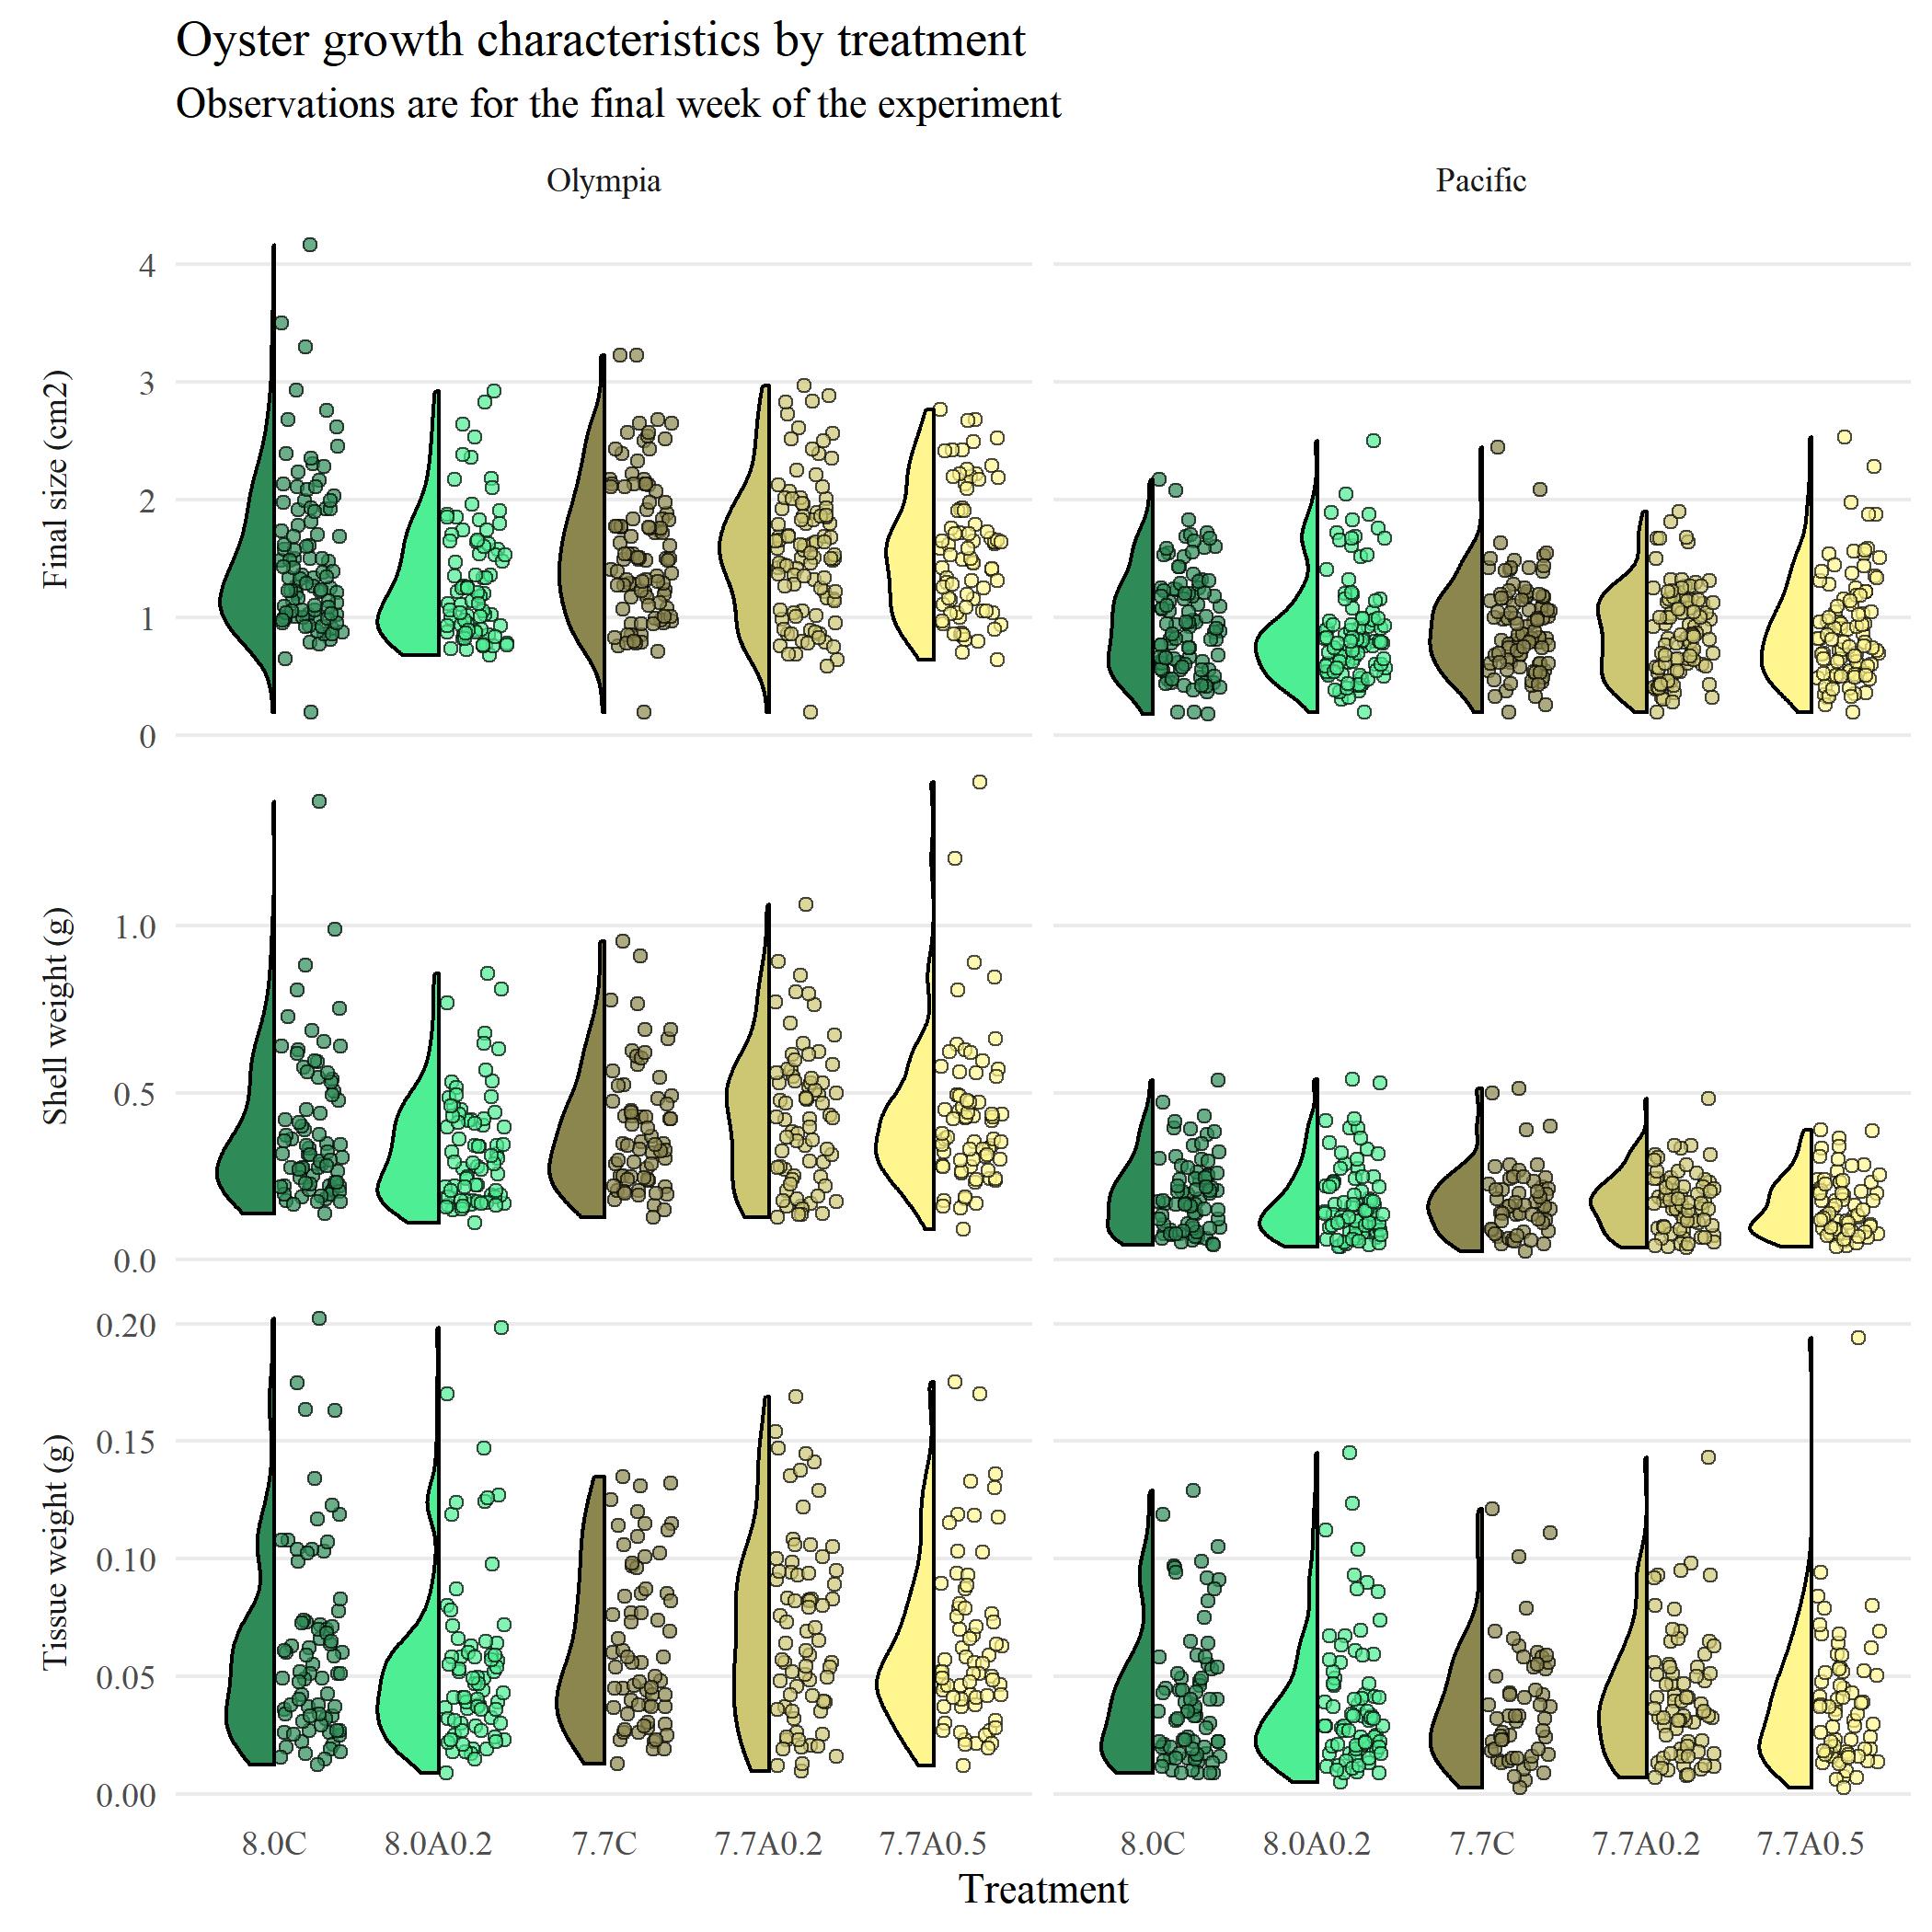 Oyster growth characteristics by treatment
Observations are for the final week of the experiment
Olympia
Pacific
Final size (cm2)
4
3
2
1
0
Shell weight (g)
1.0
0.5
0.0
Tissue weight (g)
0.20
0.15
0.10
0.05
0.00
8.0C 8.0A0.2 7.7C 7.7A0.2 7.7A0.5
8.0C 8.0A0.2 7.7C 7.7A0.2 7.7A0.5
Treatment